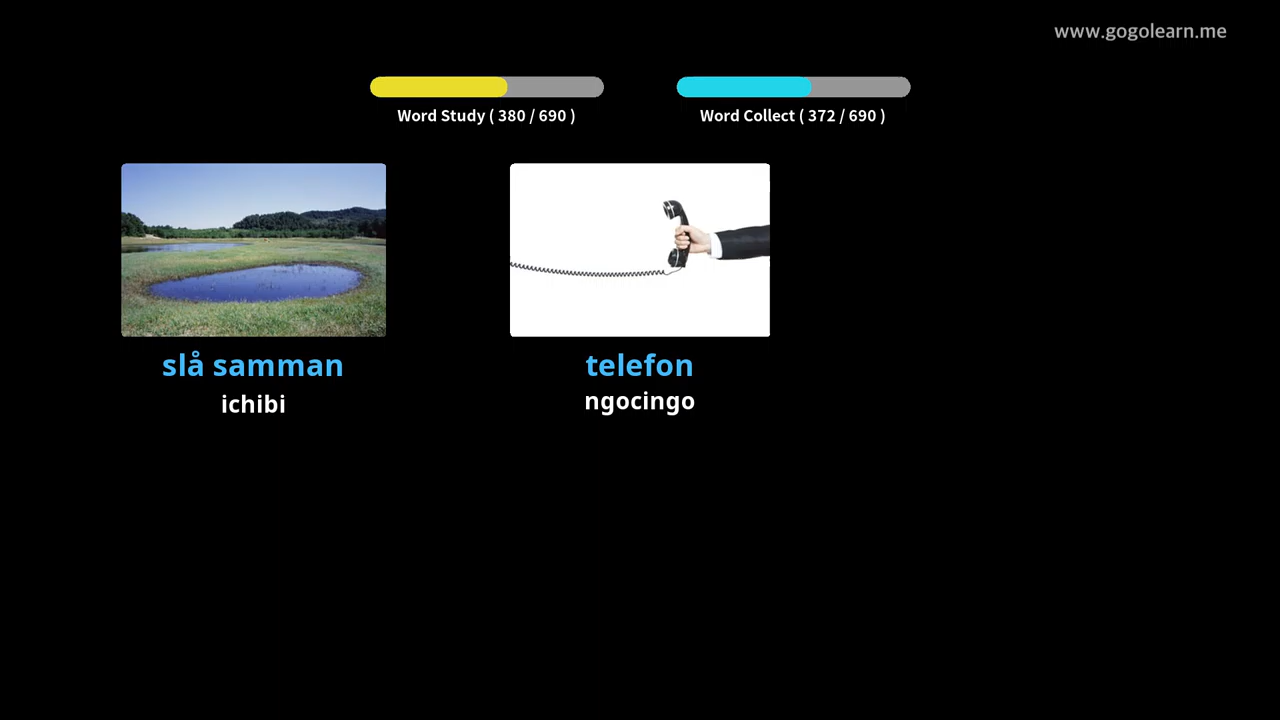 www.gogolearn.me
Word Study ( 380 / 690 )
Word Collect ( 372 / 690 )
slå samman
ichibi
telefon
ngocingo